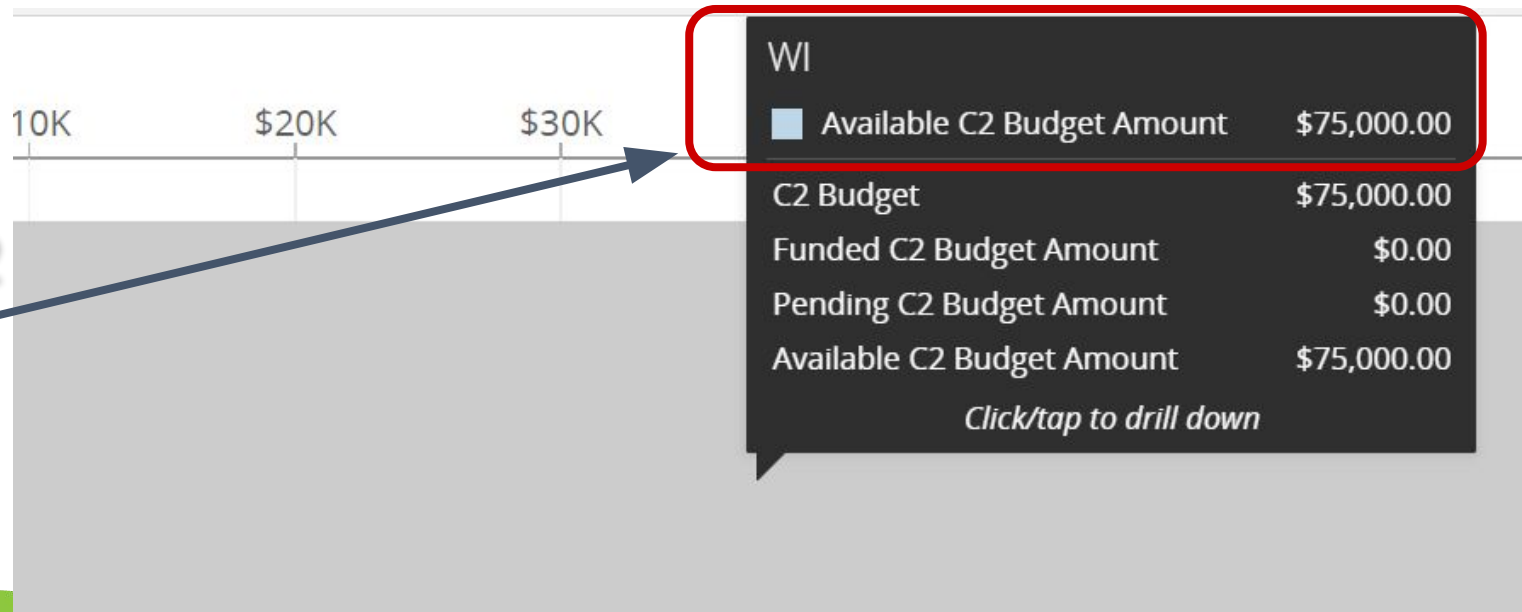 WI
10K $20K $30K
Available C2 Budget Amount $75,000.00
C2 Budget $75,000.00
Funded C2 Budget Amount $0.00
Pending C2 Budget Amount $0.00
Available C2 Budget Amount $75,000.00
Click/tap to drill down